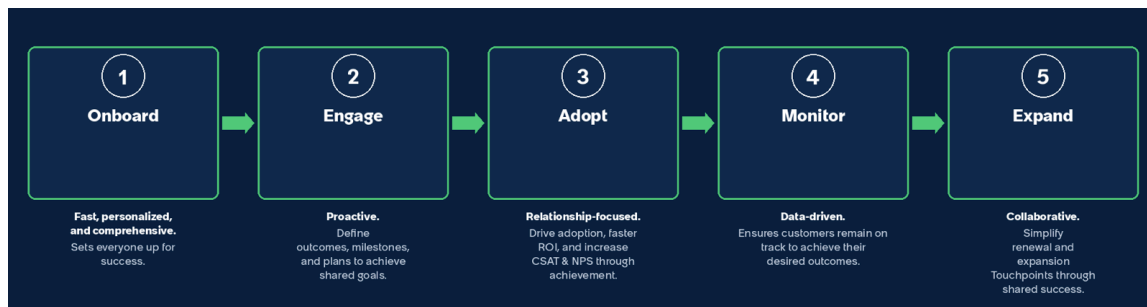 1
Onboard
Fast, personalized,
and comprehensive.
Sets everyone up for
success.
2
Engage
Proactive.
Define
outcomes, milestones,
and plans to achieve
shared goals.
3
Adopt
Relationship-focused.
Drive adoption, faster
ROI, and increase
CSAT & NPS through
achievement.
4
Monitor
Data-driven.
Ensures customers remain on
track to achieve their
desired outcomes.
5
Expand
Collaborative.
Simplify
renewal and
expansion
Touchpoints through
shared success.